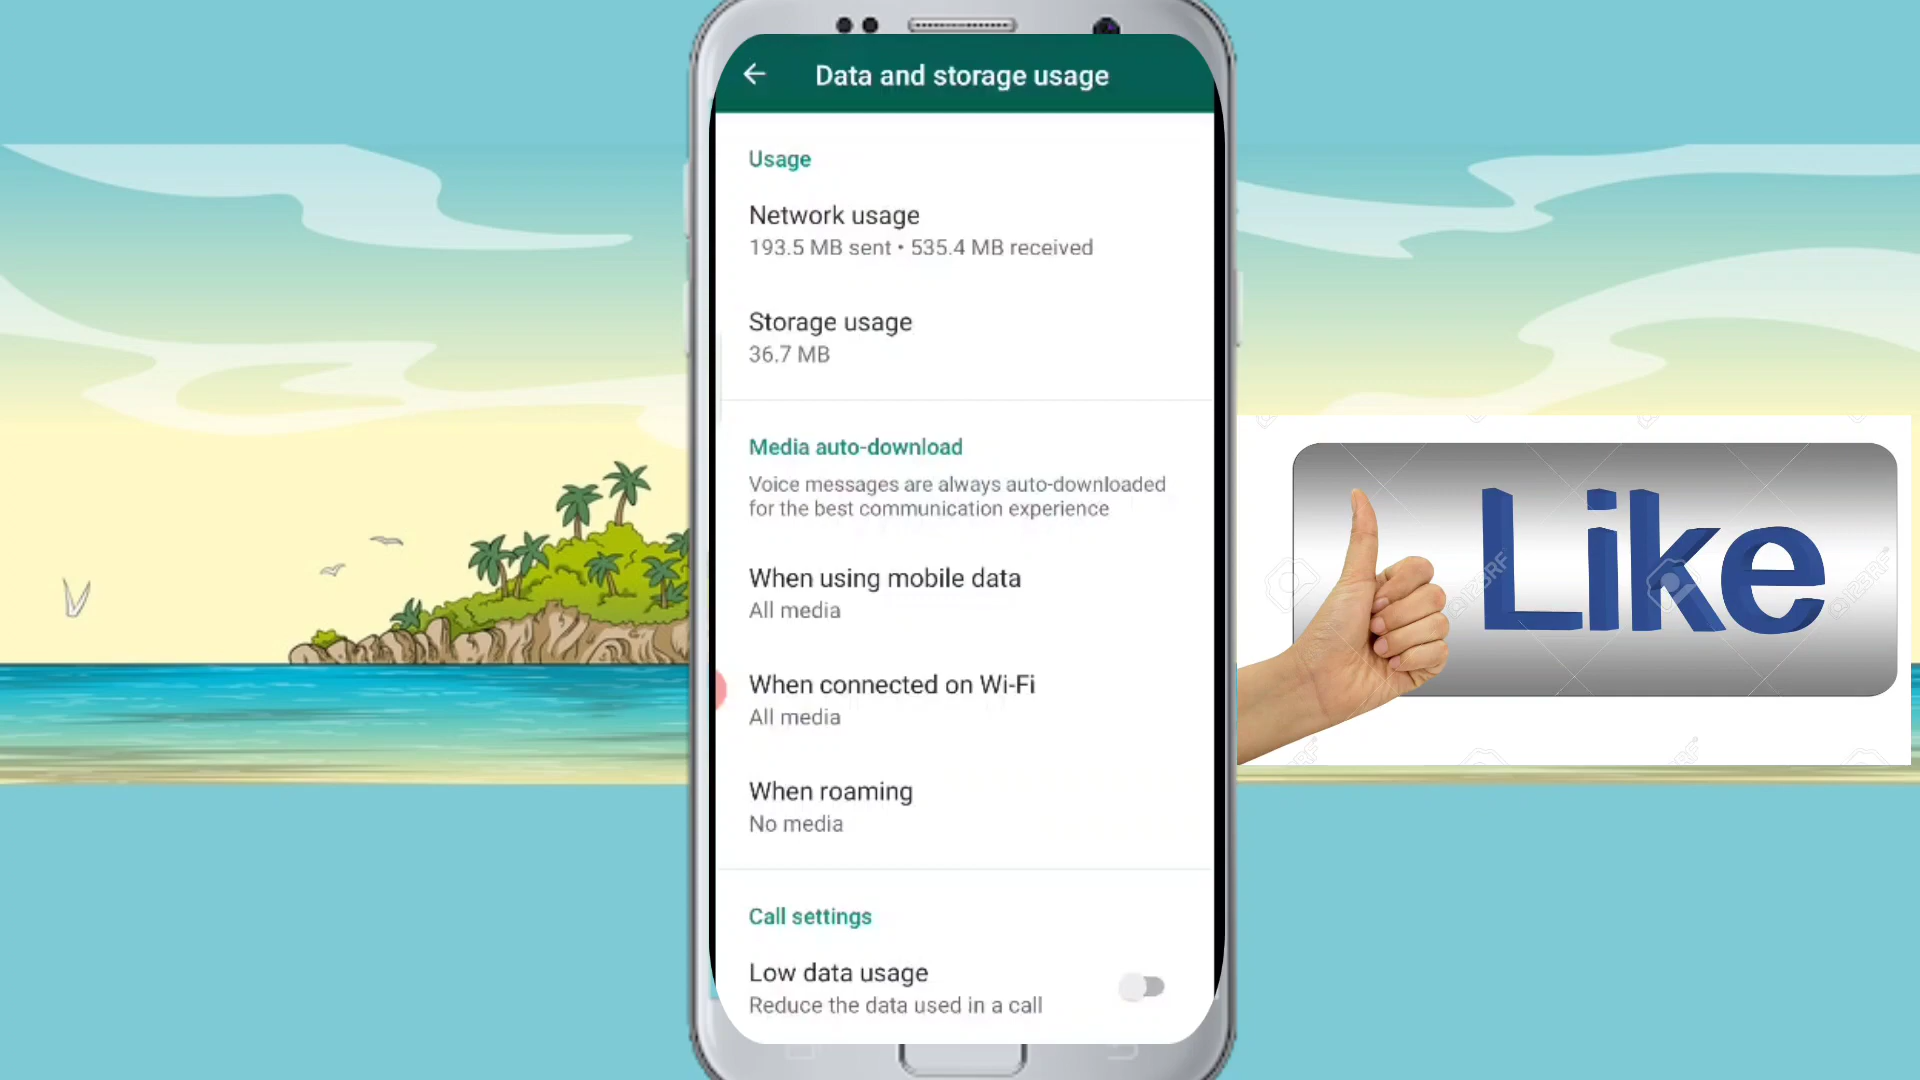 Data and storage usage
Usage
Network usage
193.5 MB sent • 535.4 MB received
Storage usage
36.7 MB
Media auto-download
Voice messages are always auto-downloaded
for the best communication experience
When using mobile data
All media
When connected on Wi-Fi
All media
When roaming
No media
Call settings
Low data usage
Reduce the data used in a call
Like
123RF
123RF